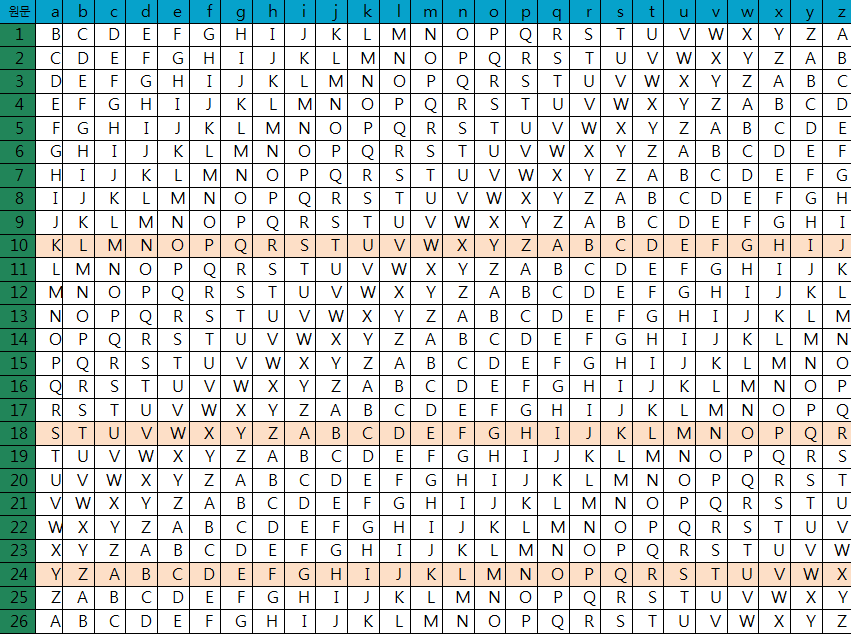 원문 a b c d e f g h i j k l m n o p q r s t u v w x y z
1 B C D E F G H I J K L M N O P Q R S T U V W X Y Z A
2 C D E F G H I J K L M N O P Q R S T U V W X Y Z A B
3 D E F G H I J K L M N O P Q R S T U V W X Y Z A B C
4 E F G H I J K L M N O P Q R S T U V W X Y Z A B C D
5 F G H I J K L M N O P Q R S T U V W X Y Z A B C D E
6 G H I J K L M N O P Q R S T U V W X Y Z A B C D E F
7 H I J K L M N O P Q R S T U V W X Y Z A B C D E F G
8 I J K L M N O P Q R S T U V W X Y Z A B C D E F G H
9 J K L M N O P Q R S T U V W X Y Z A B C D E F G H I
10 K L M N O P Q R S T U V W X Y Z A B C D E F G H I J
11 L M N O P Q R S T U V W X Y Z A B C D E F G H I J K
12 M N O P Q R S T U V W X Y Z A B C D E F G H I J K L
13 N O P Q R S T U V W X Y Z A B C D E F G H I J K L M
14 O P Q R S T U V W X Y Z A B C D E F G H I J K L M N
15 P Q R S T U V W X Y Z A B C D E F G H I J K L M N O
16 Q R S T U V W X Y Z A B C D E F G H I J K L M N O P
17 R S T U V W X Y Z A B C D E F G H I J K L M N O P Q
18 S T U V W X Y Z A B C D E F G H I J K L M N O P Q R
19 T U V W X Y Z A B C D E F G H I J K L M N O P Q R S
20 U V W X Y Z A B C D E F G H I J K L M N O P Q R S T
21 V W X Y Z A B C D E F G H I J K L M N O P Q R S T U
22 W X Y Z A B C D E F G H I J K L M N O P Q R S T U V
23 X Y Z A B C D E F G H I J K L M N O P Q R S T U V W
24 Y Z A B C D E F G H I J K L M N O P Q R S T U V W X
25 Z A B C D E F G H I J K L M N O P Q R S T U V W X Y
26 A B C D E F G H I J K L M N O P Q R S T U V W X Y Z